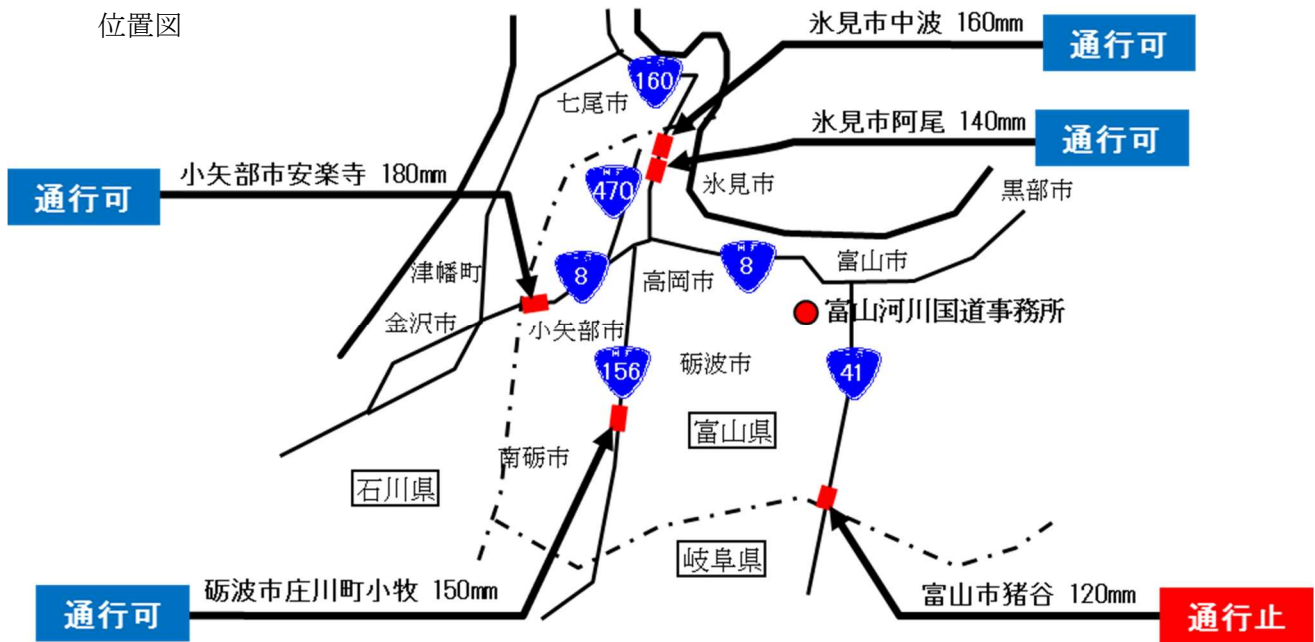 位置図
氷見市中波 160mm
通行可
160
七尾市
氷見市阿尾 140mm
通行可
小矢部市安楽寺 180mm
通行可
470
氷見市
黒部市
津幡町
8
高岡市
8
富山市
金沢市
小矢部市
富山河川国道事務所
156
砺波市
41
南砺市
富山県
石川県
岐阜県
砺波市庄川町小牧 150mm
通行可
富山市猪谷 120mm
通行止